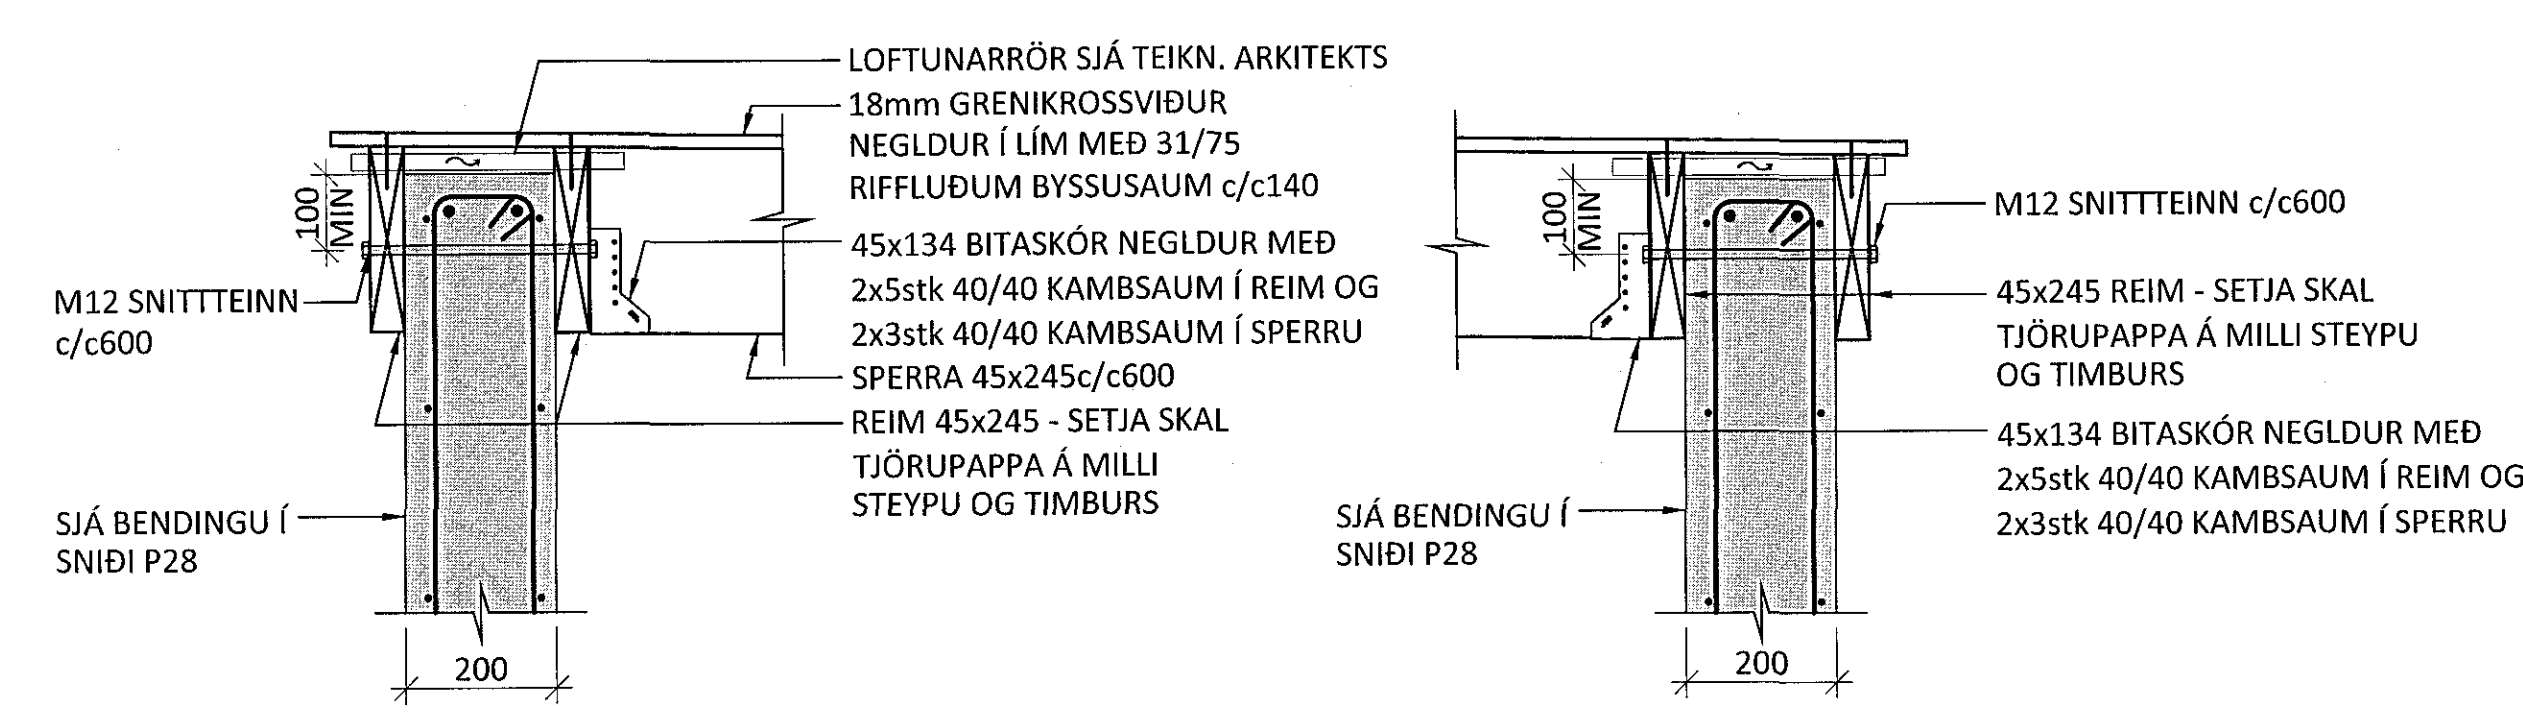 LOFTUNARRÖR SJÁ TEIKN. ARKITEKTS
18mm GRENIKROSSVIÐUR
NEGLDUR Í LÍM MEÐ 31/75
RIFFLUÐUM BYSSUSAUM c/c140
45x134 BITASKÓR NEGLDUR MEÐ
2x5stk 40/40 KAMBSAUM Í REIM OG
2x3stk 40/40 KAMBSAUM Í SPERRU
SPERRA 45x245c/c600
REIM 45x245 - SETJA SKAL
TJÖRUPAPPA Á MILLI
STEYPU OG TIMBURS
100
MIN
M12 SNITTTEINN
c/c600
SJÁ BENDINGU Í
SNIÐI P28
200
100
MIN
M12 SNITTTEINN c/c600
45x245 REIM - SETJA SKAL
TJÖRUPAPPA Á MILLI STEYPU
OG TIMBURS
45x134 BITASKÓR NEGLDUR MEÐ
2x5stk 40/40 KAMBSAUM Í REIM OG
2x3stk 40/40 KAMBSAUM Í SPERRU
SJÁ BENDINGU Í
SNIÐI P28
200